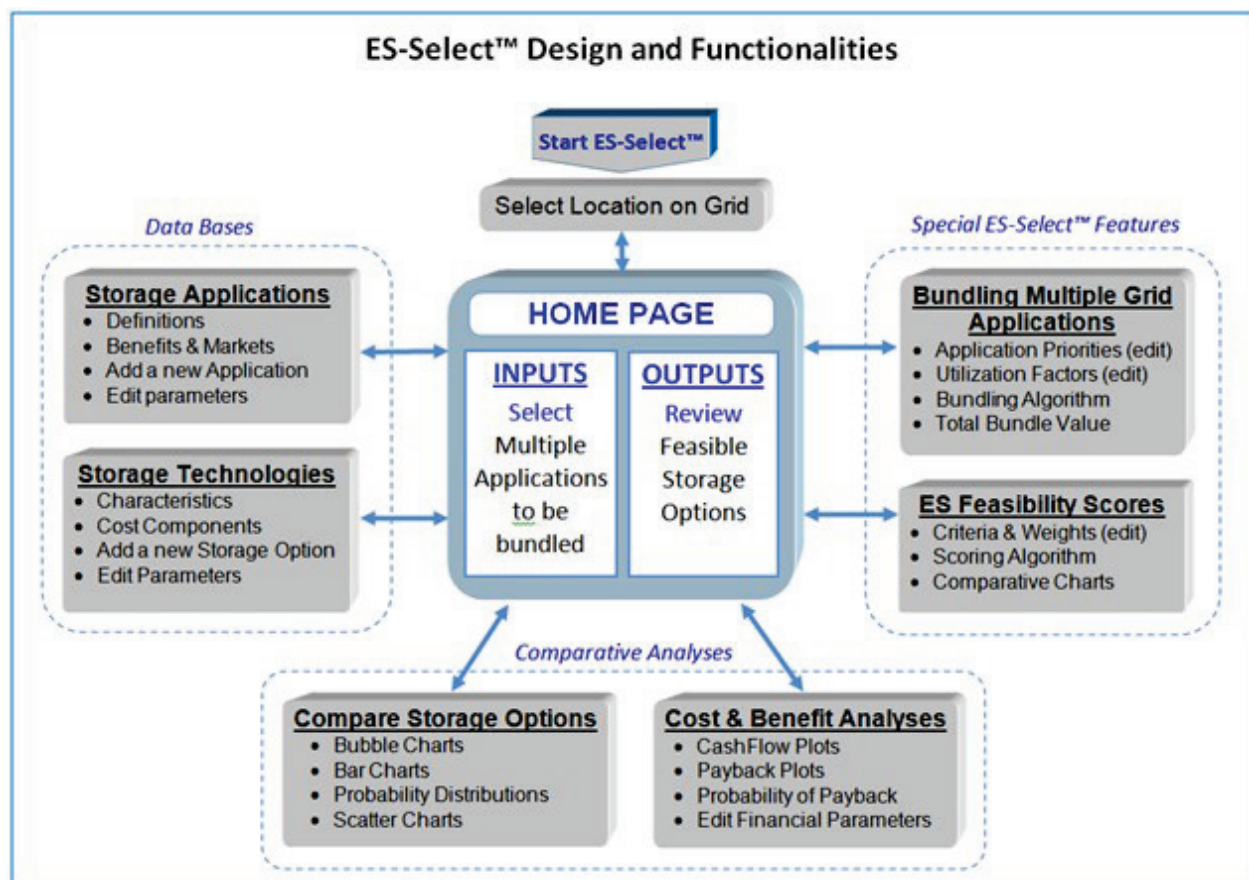 ES-Select™ Design and Functionalities
Start ES-Select™
Select Location on Grid
Data Bases
Storage Applications
• Definitions
• Benefits & Markets
• Add a new Application
• Edit parameters
Storage Technologies
• Characteristics
• Cost Components
• Add a new Storage Option
• Edit Parameters
HOME PAGE
INPUTS
Select
Multiple
Applications
to be
bundled
OUTPUTS
Review
Feasible
Storage
Options
Special ES-Select™ Features
Bundling Multiple Grid
Applications
• Application Priorities (edit)
• Utilization Factors (edit)
• Bundling Algorithm
• Total Bundle Value
ES Feasibility Scores
• Criteria & Weights (edit)
• Scoring Algorithm
• Comparative Charts
Comparative Analyses
Compare Storage Options
• Bubble Charts
• Bar Charts
• Probability Distributions
• Scatter Charts
Cost & Benefit Analyses
• CashFlow Plots
• Payback Plots
• Probability of Payback
• Edit Financial Parameters